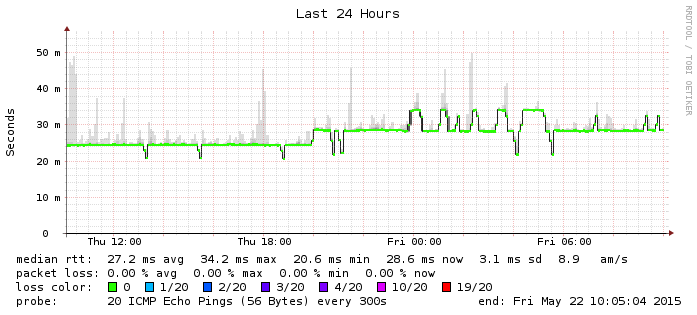 Last 24 Hours
RRDTOOL / TOBI OETIKER
Seconds
50 m
40 m
30 m
20 m
10 m
0
Thu 12:00 Thu 18:00 Fri 00:00 Fri 06:00
median rtt: 27.2 ms avg 34.2 ms max 20.6 ms min 28.6 ms now 3.1 ms sd 8.9 am/s
packet loss: 0.00 % avg 0.00 % max 0.00 % min 0.00 % now
loss color: 0 1/20 2/20 3/20 4/20 10/20 19/20
probe: 20 ICMP Echo Pings (56 Bytes) every 300s end: Fri May 22 10:05:04 2015